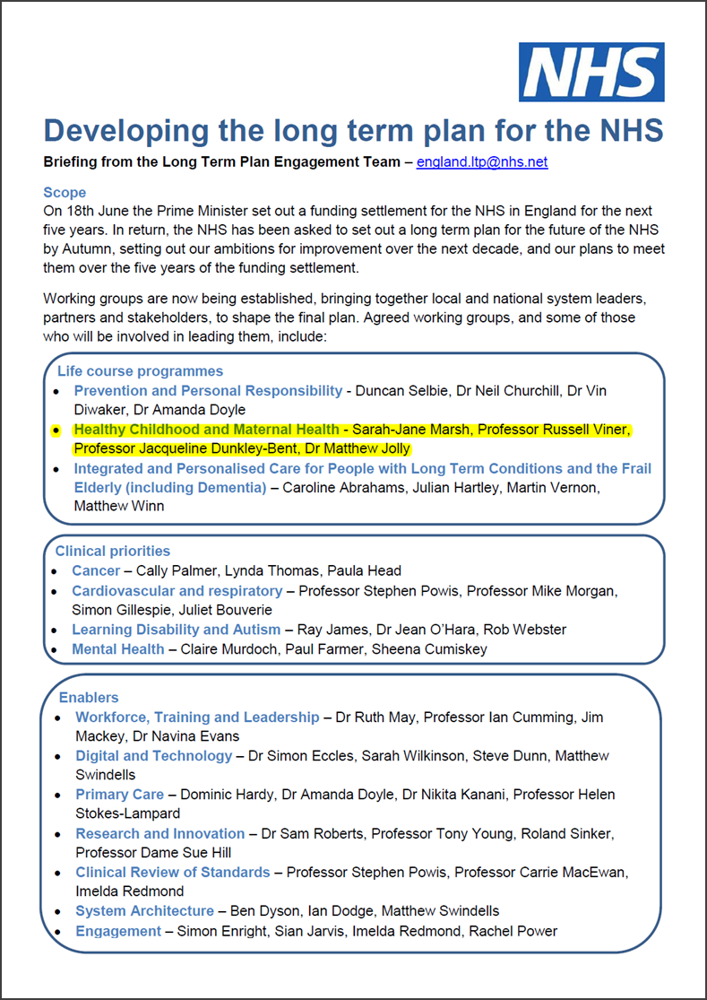 NHS
Developing the long term plan for the NHS
Briefing from the Long Term Plan Engagement Team – england.ltp@nhs.net
Scope
On 18th June the Prime Minister set out a funding settlement for the NHS in England for the next
five years. In return, the NHS has been asked to set out a long term plan for the future of the NHS
by Autumn, setting out our ambitions for improvement over the next decade, and our plans to meet
them over the five years of the funding settlement.
Working groups are now being established, bringing together local and national system leaders,
partners and stakeholders, to shape the final plan. Agreed working groups, and some of those
who will be involved in leading them, include:
Life course programmes
• Prevention and Personal Responsibility - Duncan Selbie, Dr Neil Churchill, Dr Vin
Diwaker, Dr Amanda Doyle
• Healthy Childhood and Maternal Health - Sarah-Jane Marsh, Professor Russell Viner,
Professor Jacqueline Dunkley-Bent, Dr Matthew Jolly
• Integrated and Personalised Care for People with Long Term Conditions and the Frail
Elderly (including Dementia) – Caroline Abrahams, Julian Hartley, Martin Vernon,
Matthew Winn
Clinical priorities
• Cancer – Cally Palmer, Lynda Thomas, Paula Head
• Cardiovascular and respiratory – Professor Stephen Powis, Professor Mike Morgan,
Simon Gillespie, Juliet Bouverie
• Learning Disability and Autism – Ray James, Dr Jean O’Hara, Rob Webster
• Mental Health – Claire Murdoch, Paul Farmer, Sheena Cumiskey
Enablers
• Workforce, Training and Leadership – Dr Ruth May, Professor Ian Cumming, Jim
Mackey, Dr Navina Evans
• Digital and Technology – Dr Simon Eccles, Sarah Wilkinson, Steve Dunn, Matthew
Swindells
• Primary Care – Dominic Hardy, Dr Amanda Doyle, Dr Nikita Kanani, Professor Helen
Stokes-Lampard
• Research and Innovation – Dr Sam Roberts, Professor Tony Young, Roland Sinker,
Professor Dame Sue Hill
• Clinical Review of Standards – Professor Stephen Powis, Professor Carrie MacEwan,
Imelda Redmond
• System Architecture – Ben Dyson, Ian Dodge, Matthew Swindells
• Engagement – Simon Enright, Sian Jarvis, Imelda Redmond, Rachel Power